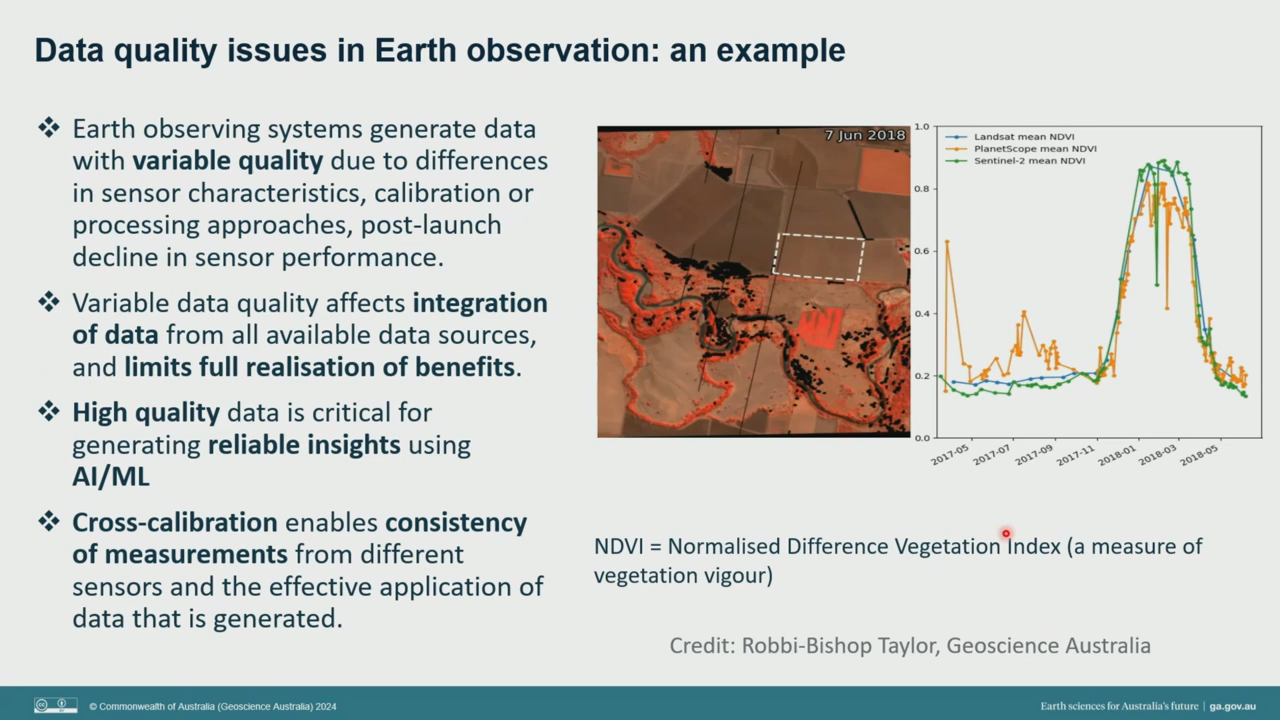 Data quality issues in Earth observation: an example
❖ Earth observing systems generate data
with variable quality due to differences
in sensor characteristics, calibration or
processing approaches, post-launch
decline in sensor performance.
❖ Variable data quality affects integration
of data from all available data sources,
and limits full realisation of benefits.
❖ High quality data is critical for
generating reliable insights using
AI/ML
❖ Cross-calibration enables consistency
of measurements from different
sensors and the effective application of
data that is generated.
7 Jun 2018
Landsat mean NDVI
PlanetScope mean NDVI
Sentinel-2 mean NDVI
1.0
0.8
0.6
0.4
0.2
0.0
2017-05
2017-07
2017-09
2017-11
2018-01
2018-03
2018-05
NDVI = Normalised Difference Vegetation Index (a measure of
vegetation vigour)
Credit: Robbi-Bishop Taylor, Geoscience Australia
© Commonwealth of Australia (Geoscience Australia) 2024
Earth sciences for Australia's future | ga.gov.au